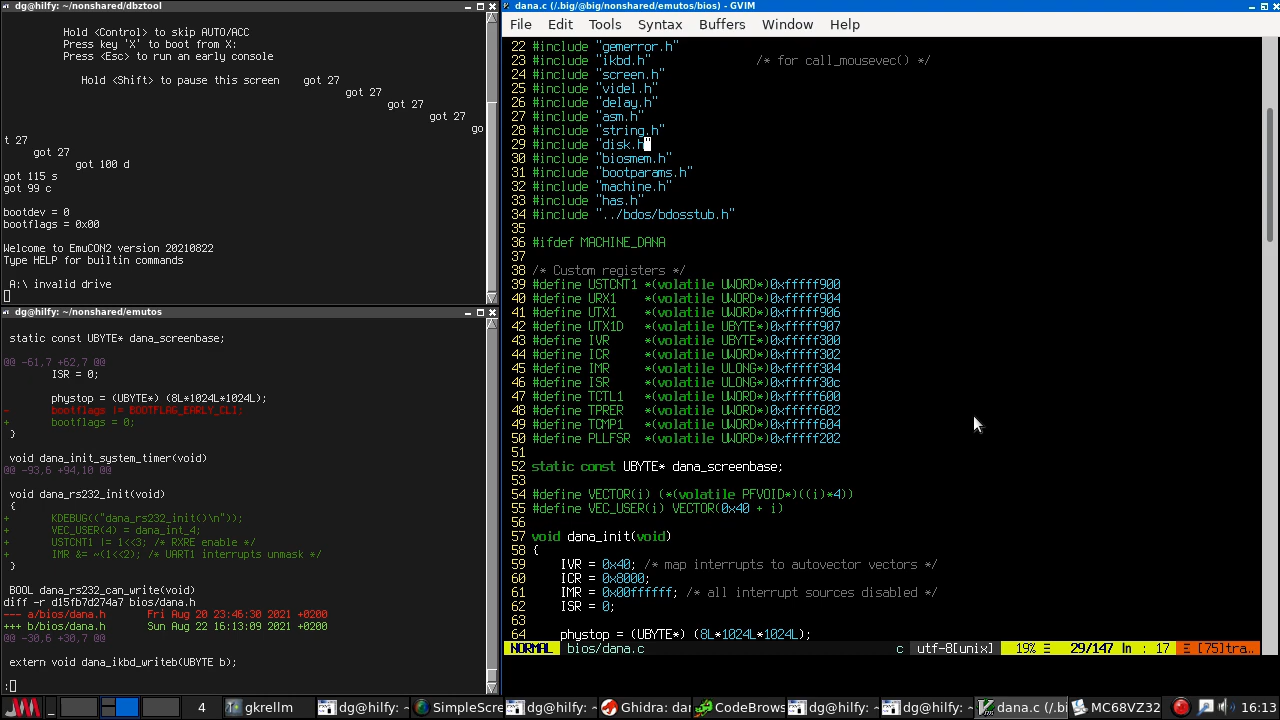 dg@hilfy: ~/nonshared/dbztool
Hold <Control> to skip AUTO/ACC
Press key 'X' to boot from X:
Press <Esc> to run an early console
Hold <Shift> to pause this screen    got 27
got 27
got 27
got 27
go
t 27
got 27
got 100 d
got 115 s
got 99 c
bootdev = 0
bootflags = 0x00
Welcome to EmuCON2 version 20210822
Type HELP for builtin commands
A:\ invalid drive
dg@hilfy: ~/nonshared/emutos
static const UBYTE* dana_screenbase;
@@ -61,7 +62,7 @@
ISR = 0;
phystop = (UBYTE*) (8L*1024L*1024L);
-       bootflags |= BOOTFLAG_EARLY_CLI;
+       bootflags = 0;
}
void dana_init_system_timer(void)
@@ -93,6 +94,10 @@
void dana_rs232_init(void)
{
+       KDEBUG(("dana_rs232_init()\n"));
+       VEC_USER(4) = dana_int_4;
+       USTCNT1 |= 1<<3; /* RXRE enable */
+       IMR &= ~(1<<2); /* UART1 interrupts unmask */
}
BOOL dana_rs232_can_write(void)
diff -r d15fb7d274a7 bios/dana.h
--- a/bios/dana.h       Fri Aug 20 23:46:30 2021 +0200
+++ b/bios/dana.h       Sun Aug 22 16:13:09 2021 +0200
@@ -30,6 +30,7 @@
extern void dana_ikbd_writeb(UBYTE b);
:
dana.c (/.big/@big/nonshared/emutos/bios) - GVIM
File Edit Tools Syntax Buffers Window Help
22 #include "gemerror.h"
23 #include "ikbd.h"                /* for call_mousevec() */
24 #include "screen.h"
25 #include "videl.h"
26 #include "delay.h"
27 #include "asm.h"
28 #include "string.h"
29 #include "disk.h"
30 #include "biosmem.h"
31 #include "bootparams.h"
32 #include "machine.h"
33 #include "has.h"
34 #include "../bdos/bdosstub.h"
35
36 #ifdef MACHINE_DANA
37
38 /* Custom registers */
39 #define USTCNT1 *(volatile UWORD*)0xfffff900
40 #define URX1    *(volatile UWORD*)0xfffff904
41 #define UTX1    *(volatile UWORD*)0xfffff906
42 #define UTX1D   *(volatile UBYTE*)0xfffff907
43 #define IVR     *(volatile UBYTE*)0xfffff300
44 #define ICR     *(volatile UWORD*)0xfffff302
45 #define IMR     *(volatile ULONG*)0xfffff304
46 #define ISR     *(volatile ULONG*)0xfffff30c
47 #define TCTL1   *(volatile UWORD*)0xfffff600
48 #define TPRER   *(volatile UWORD*)0xfffff602
49 #define TCMP1   *(volatile UWORD*)0xfffff604
50 #define PLLFSR  *(volatile UWORD*)0xfffff202
51
52 static const UBYTE* dana_screenbase;
53
54 #define VECTOR(i) (*(volatile PFVOID*)((i)*4))
55 #define VEC_USER(i) VECTOR(0x40 + i)
56
57 void dana_init(void)
58 {
59     IVR = 0x40; /* map interrupts to autovector vectors */
60     ICR = 0x8000;
61     IMR = 0x00ffffff; /* all interrupt sources disabled */
62     ISR = 0;
63
64     phystop = (UBYTE*) (8L*1024L*1024L);
NORMAL bios/dana.c c utf-8[unix] 19% Ξ 29/147 ln : 17 Ξ [75]tra..
4 gkrellm dg@hilfy: ~ SimpleScre dg@hilfy: ~ Ghidra: dar CodeBrows dg@hilfy: ~ dg@hilfy: ~ dana.c (/.bi MC68VZ32 16:13